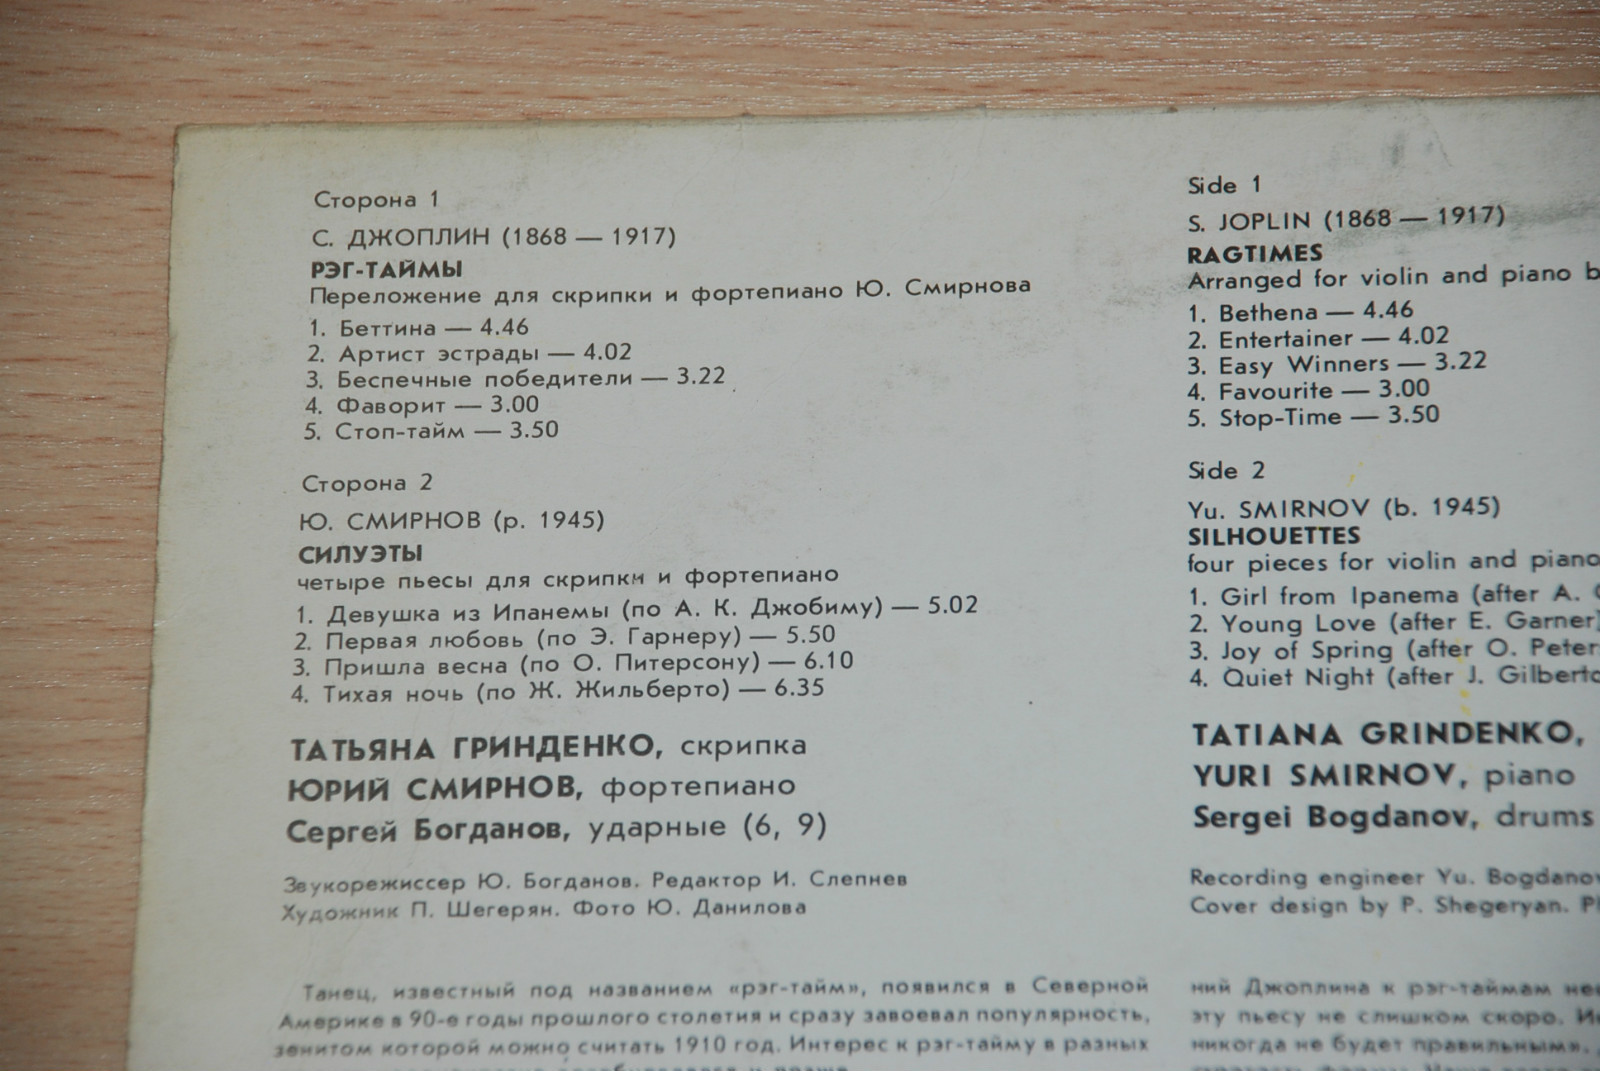 Сторона 1
С. ДЖОПЛИН (1868 — 1917)
РЭГ-ТАЙМЫ
Переложение для скрипки и фортепиано Ю. Смирнова
1. Беттина — 4.46
2. Артист эстрады — 4.02
3. Беспечные победители — 3.22
4. Фаворит — 3.00
5. Стоп-тайм — 3.50
Сторона 2
Ю. СМИРНОВ (р. 1945)
СИЛУЭТЫ
четыре пьесы для скрипки и фортепиано
1. Девушка из Ипанемы (по А. К. Джобиму) — 5.02
2. Первая любовь (по Э. Гарнеру) — 5.50
3. Пришла весна (по О. Питерсону) — 6.10
4. Тихая ночь (по Ж. Жильберто) — 6.35
ТАТЬЯНА ГРИНДЕНКО, скрипка
ЮРИЙ СМИРНОВ, фортепиано
Сергей Богданов, ударные (6, 9)
Звукорежиссер Ю. Богданов. Редактор И. Слепнев
Художник П. Шегерян. Фото Ю. Данилова
Танец, известный под названием «рэг-тайм», появился в Северной
Америке в 90-е годы прошлого столетия и сразу завоевал популярность,
зенитом которой можно считать 1910 год. Интерес к рэг-тайму в разных
Side 1
S. JOPLIN (1868 — 1917)
RAGTIMES
Arranged for violin and piano b
1. Bethena — 4.46
2. Entertainer — 4.02
3. Easy Winners — 3.22
4. Favourite — 3.00
5. Stop-Time — 3.50
Side 2
Yu. SMIRNOV (b. 1945)
SILHOUETTES
four pieces for violin and piano
1. Girl from Ipanema (after A.
2. Young Love (after E. Garner)
3. Joy of Spring (after O. Peter
4. Quiet Night (after J. Gilberto
TATIANA GRINDENKO,
YURI SMIRNOV, piano
Sergei Bogdanov, drums
Recording engineer Yu. Bogdanov
Cover design by P. Shegeryan.
ний Джоплина к рэг-таймам
эту пьесу не слишком скоро.
никогда не будет правильным»,